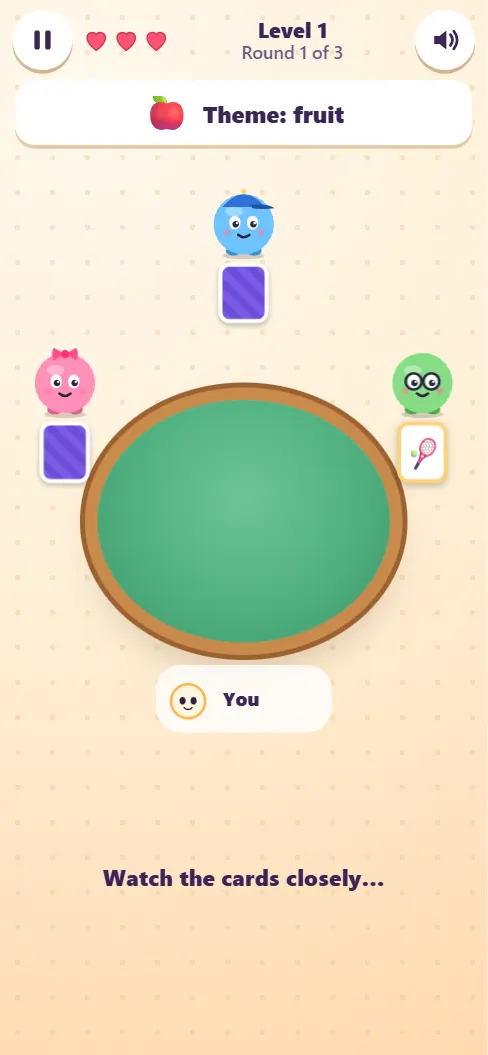 Level 1
Round 1 of 3
Theme: fruit
You
Watch the cards closely...